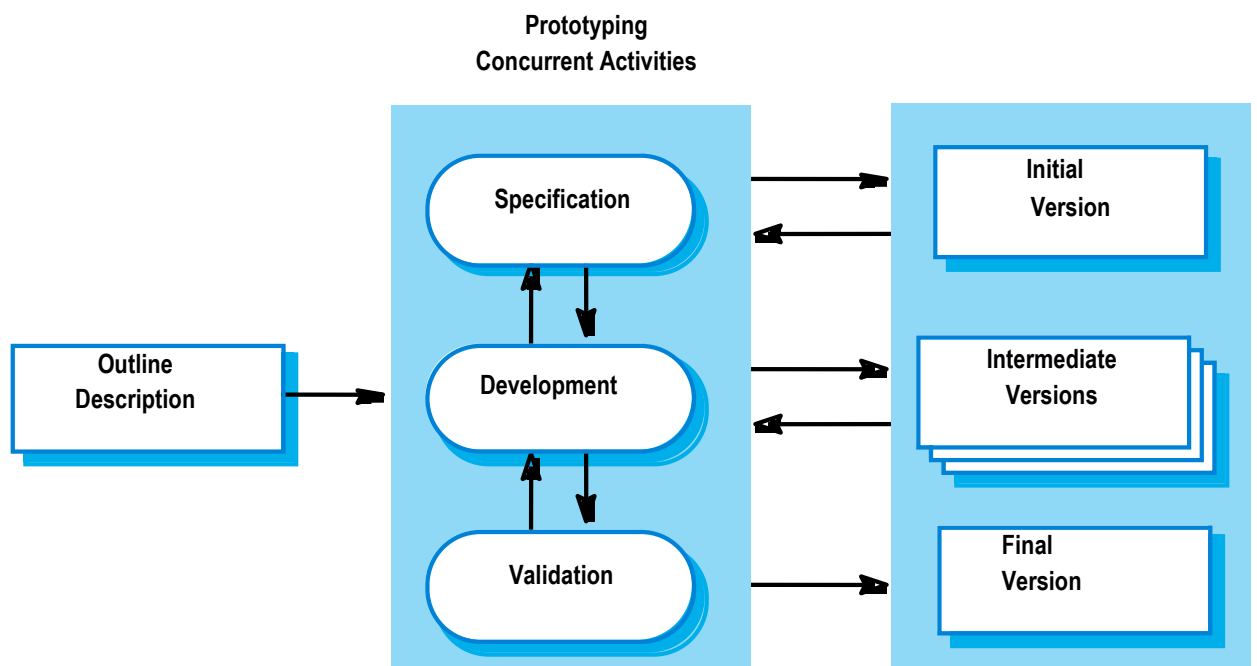 Prototyping
Concurrent Activities
Specification
Initial
Version
Outline
Description
Development
Intermediate
Versions
Validation
Final
Version